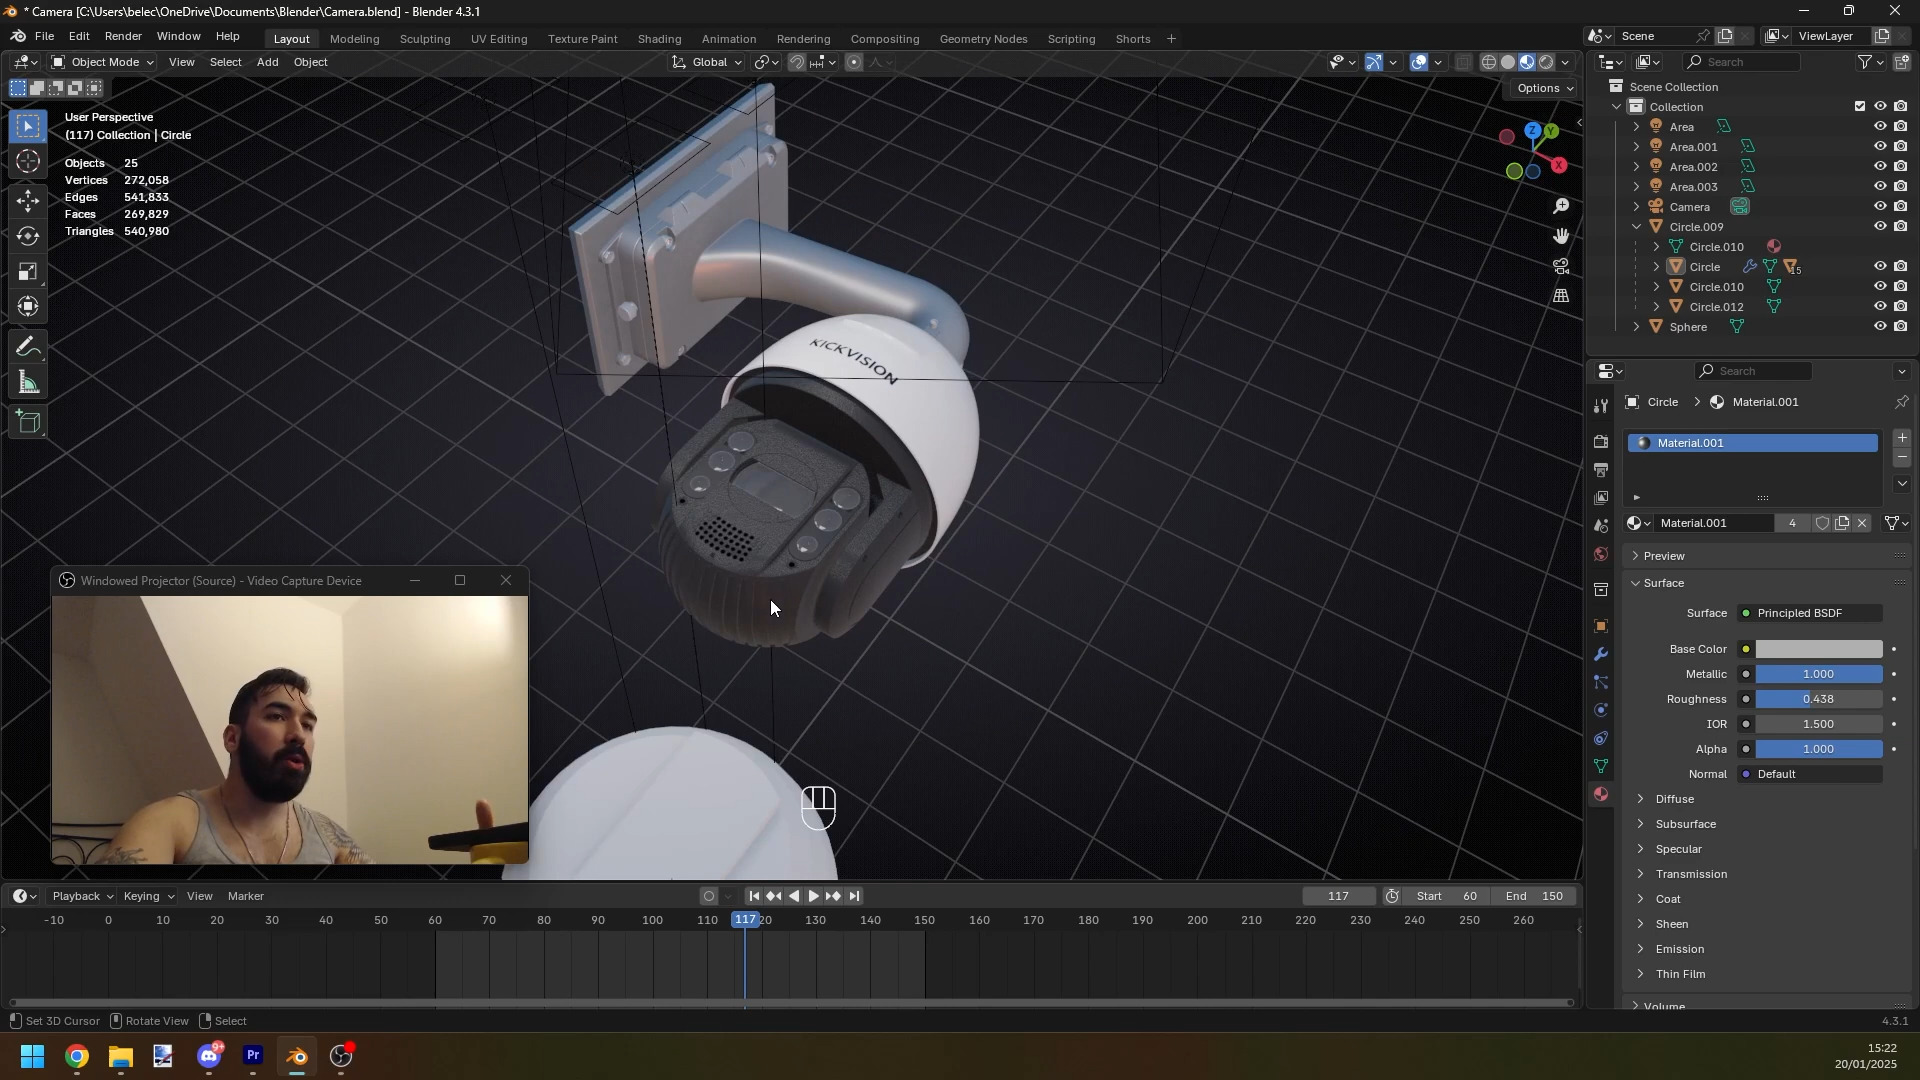 * Camera [C:\Users\belec\OneDrive\Documents\Blender\Camera.blend] - Blender 4.3.1
File Edit Render Window Help
Layout Modeling Sculpting UV Editing Texture Paint Shading Animation Rendering Compositing Geometry Nodes Scripting Shorts +
Scene
ViewLayer
Object Mode View Select Add Object
Global
Options
User Perspective
(117) Collection | Circle
Objects 25
Vertices 272,058
Edges 541,833
Faces 269,829
Triangles 540,980
Z
Y
X
KICKVISION
Search
Scene Collection
Collection
Area
Area.001
Area.002
Area.003
Camera
Circle.009
Circle.010
Circle
15
Circle.010
Circle.012
Sphere
Search
Circle > Material.001
Material.001
Material.001 4
Preview
Surface
Surface Principled BSDF
Base Color
Metallic 1.000
Roughness 0.438
IOR 1.500
Alpha 1.000
Normal Default
Diffuse
Subsurface
Specular
Transmission
Coat
Sheen
Emission
Thin Film
Volume
Windowed Projector (Source) - Video Capture Device
Playback Keying View Marker
117
Start 60
End 150
-10 0 10 20 30 40 50 60 70 80 90 100 110 117 20 130 140 150 160 170 180 190 200 210 220 230 240 250 260
Set 3D Cursor Rotate View Select
4.3.1
9+
Pr
15:22
20/01/2025